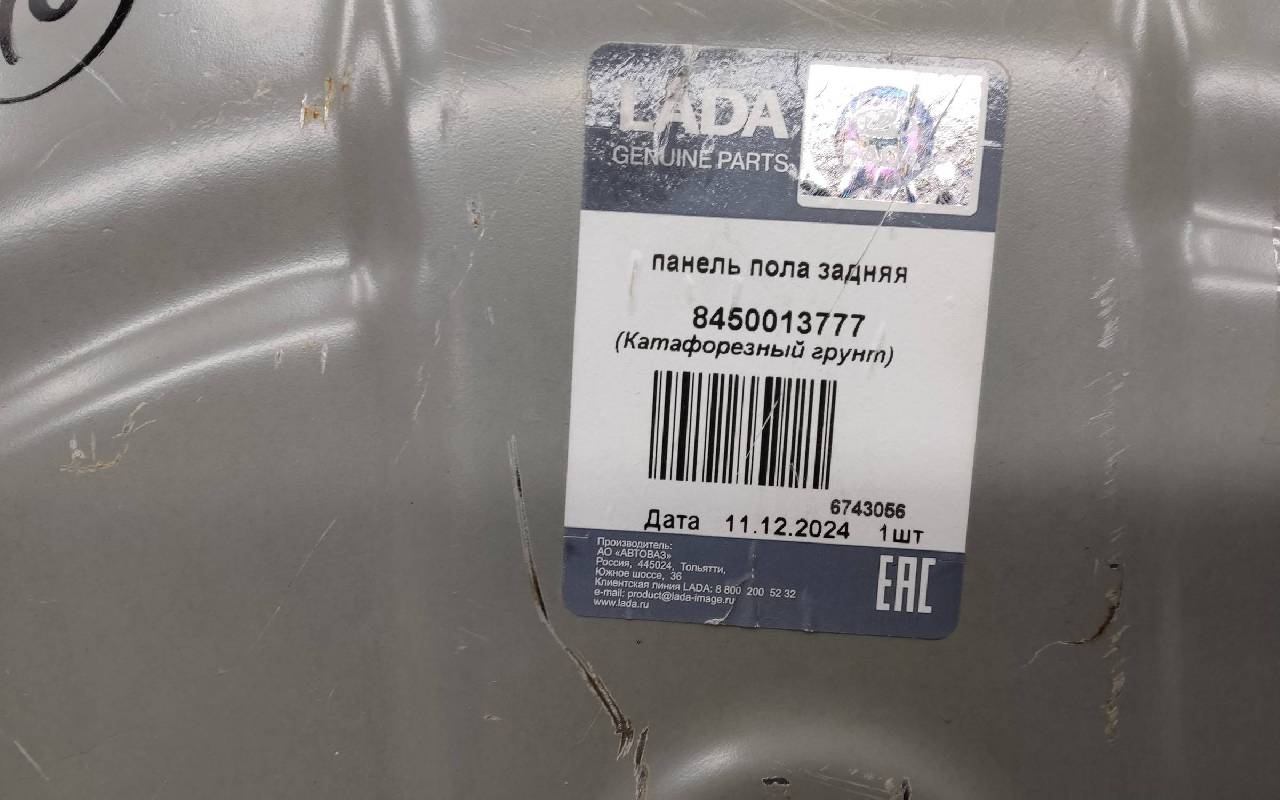 LADA
GENUINE PARTS
панель пола задняя
8450013777
(Катафорезный грунт)
6743056
Дата 11.12.2024 1шт
Производитель:
АО «АВТОВАЗ»
Россия, 445024, Тольятти,
Южное шоссе, 36
Клиентская линия LADA: 8 800 200 52 32
e-mail: product@lada-image.ru
www.lada.ru
EAC